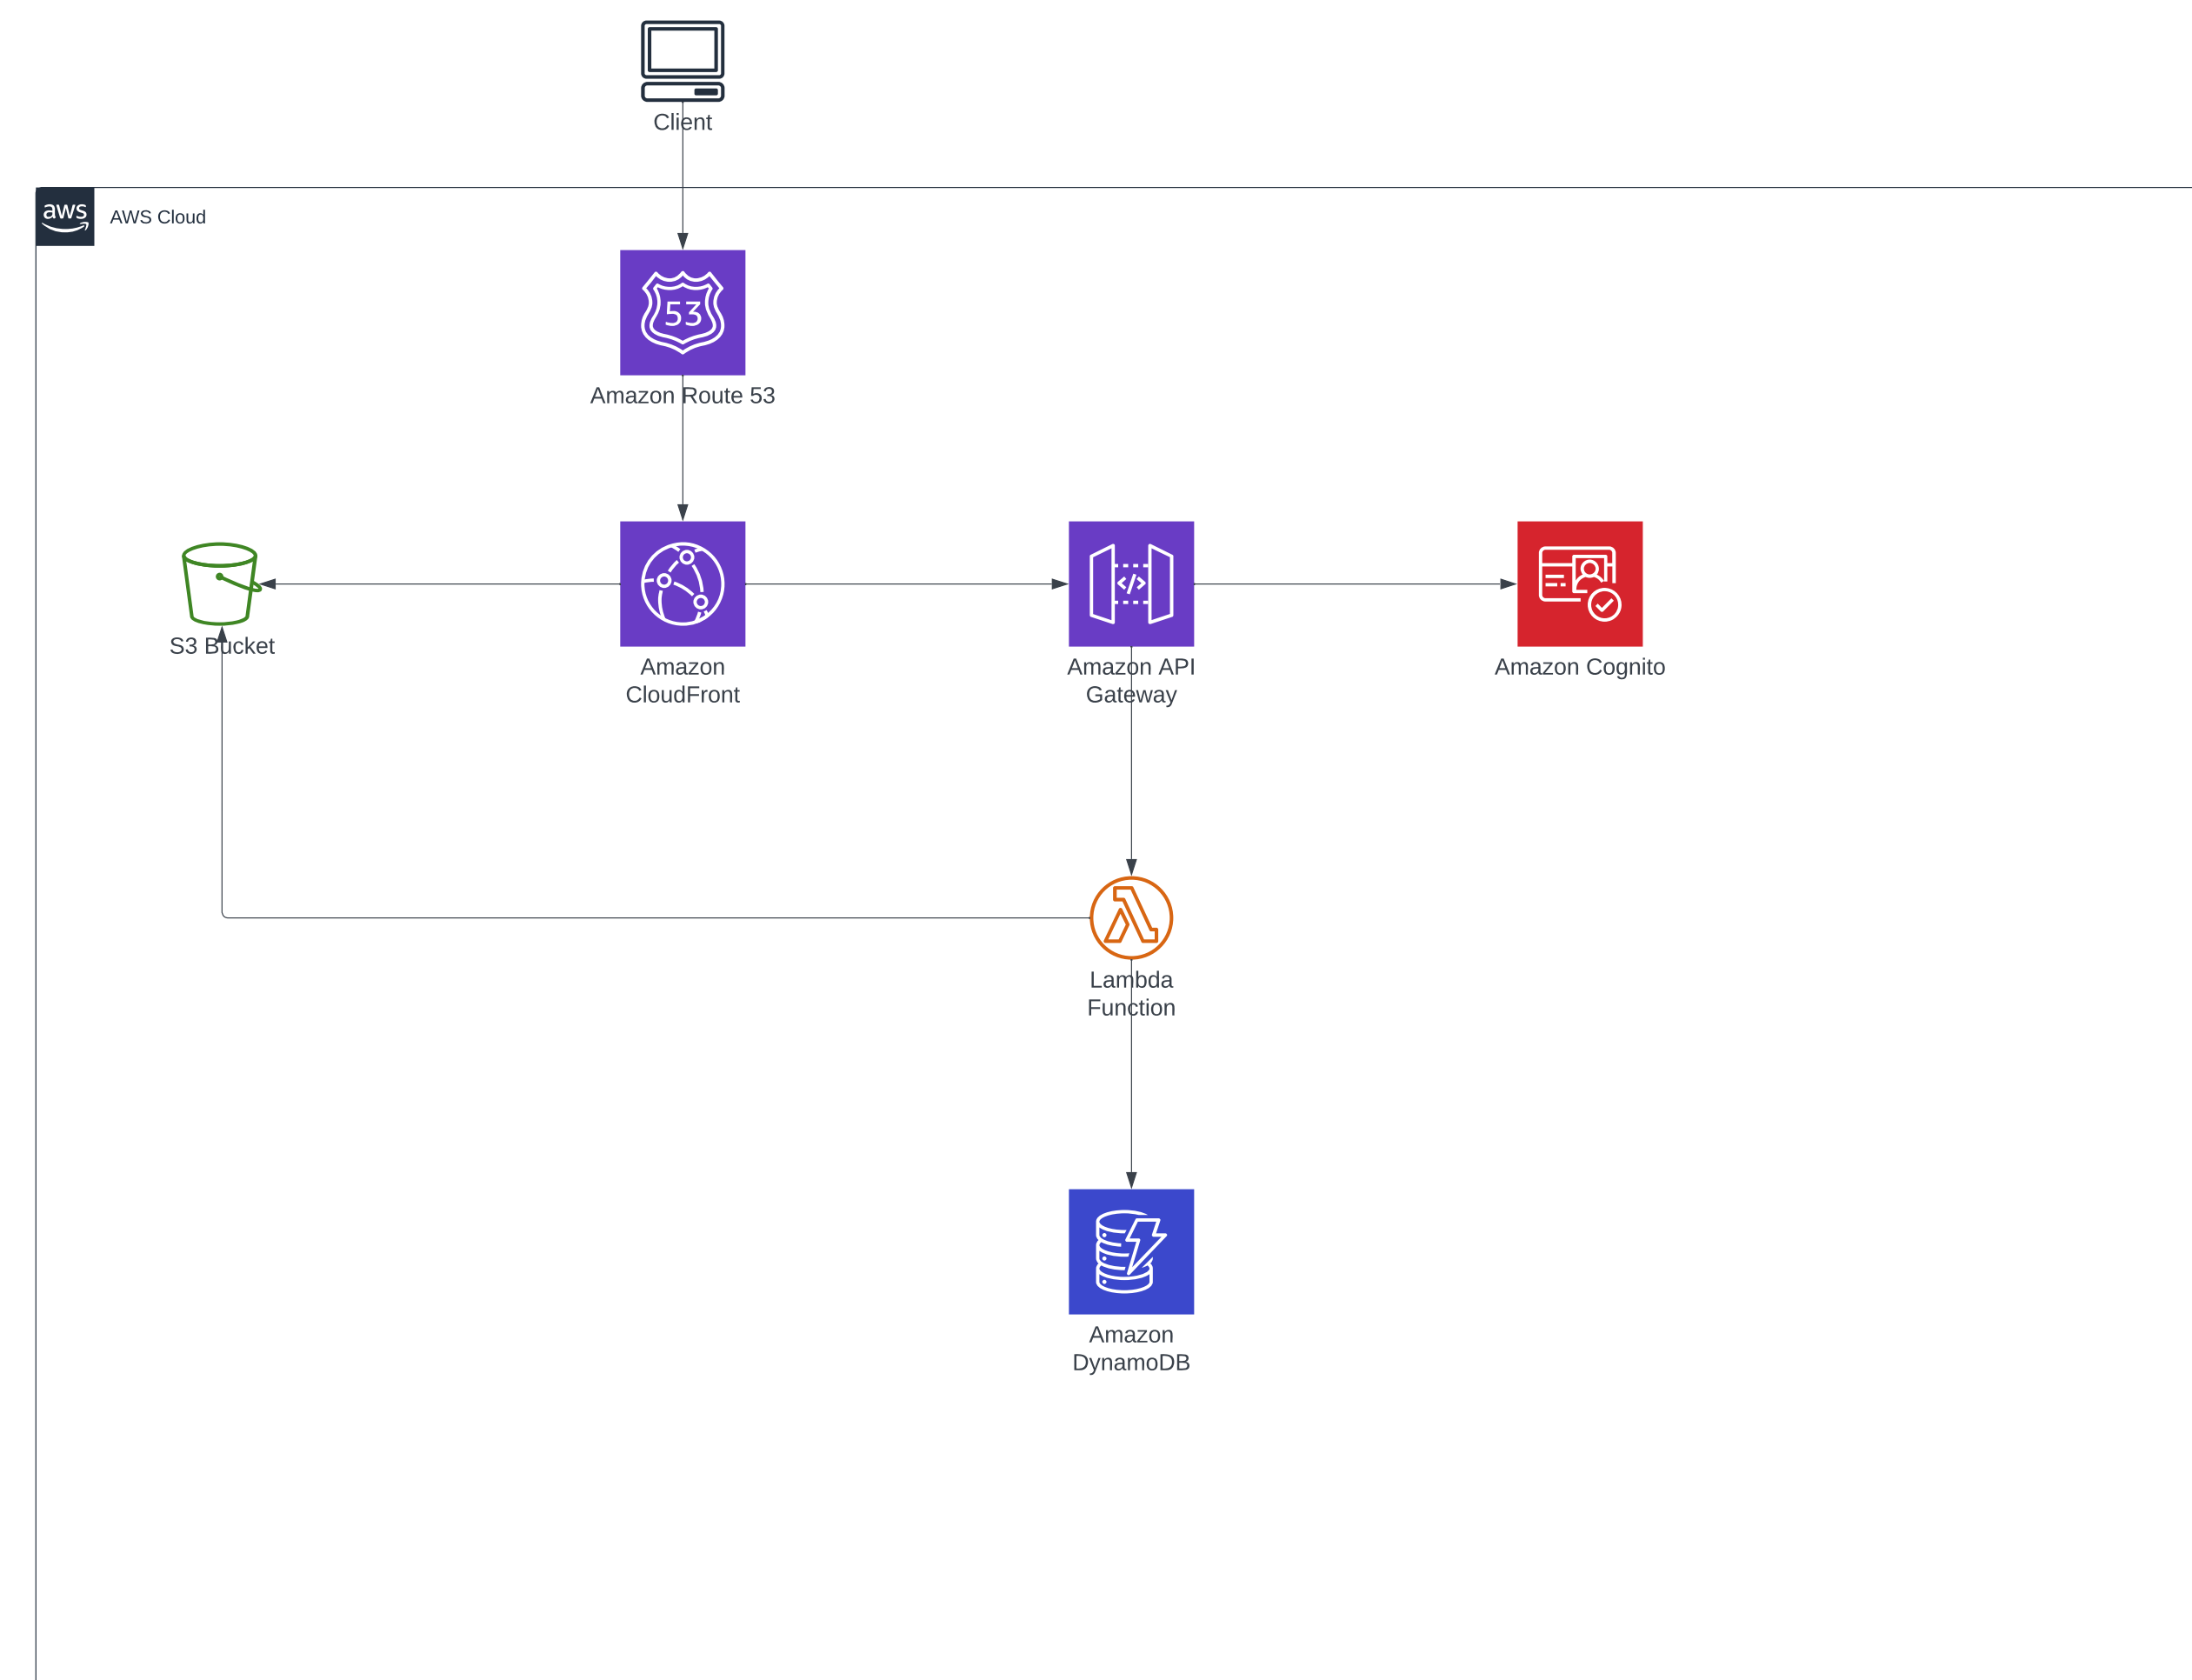 Client
aws
AWS Cloud
53
Amazon Route 53
S3 Bucket
Amazon
CloudFront
Amazon API
Gateway
Amazon Cognito
Lambda
Function
Amazon
DynamoDB